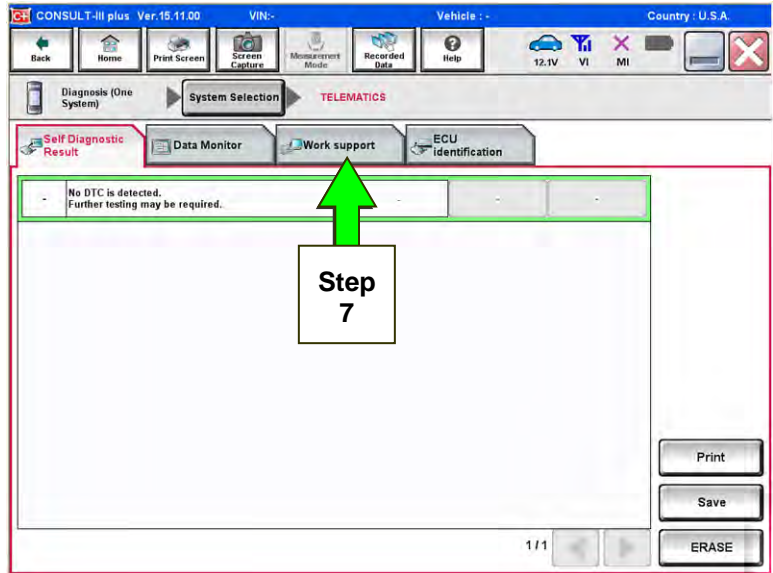 C+ CONSULT-III plus Ver.15.11.00 VIN:- Vehicle : - Country : U.S.A.
Back Home Print Screen Screen Capture Measurement Mode Recorded Data Help 12.1V VI MI
Diagnosis (One System) System Selection TELEMATICS
Self Diagnostic Result Data Monitor Work support ECU identification
- No DTC is detected. - - -
Further testing may be required.
Step
7
Print
Save
1/1 ERASE